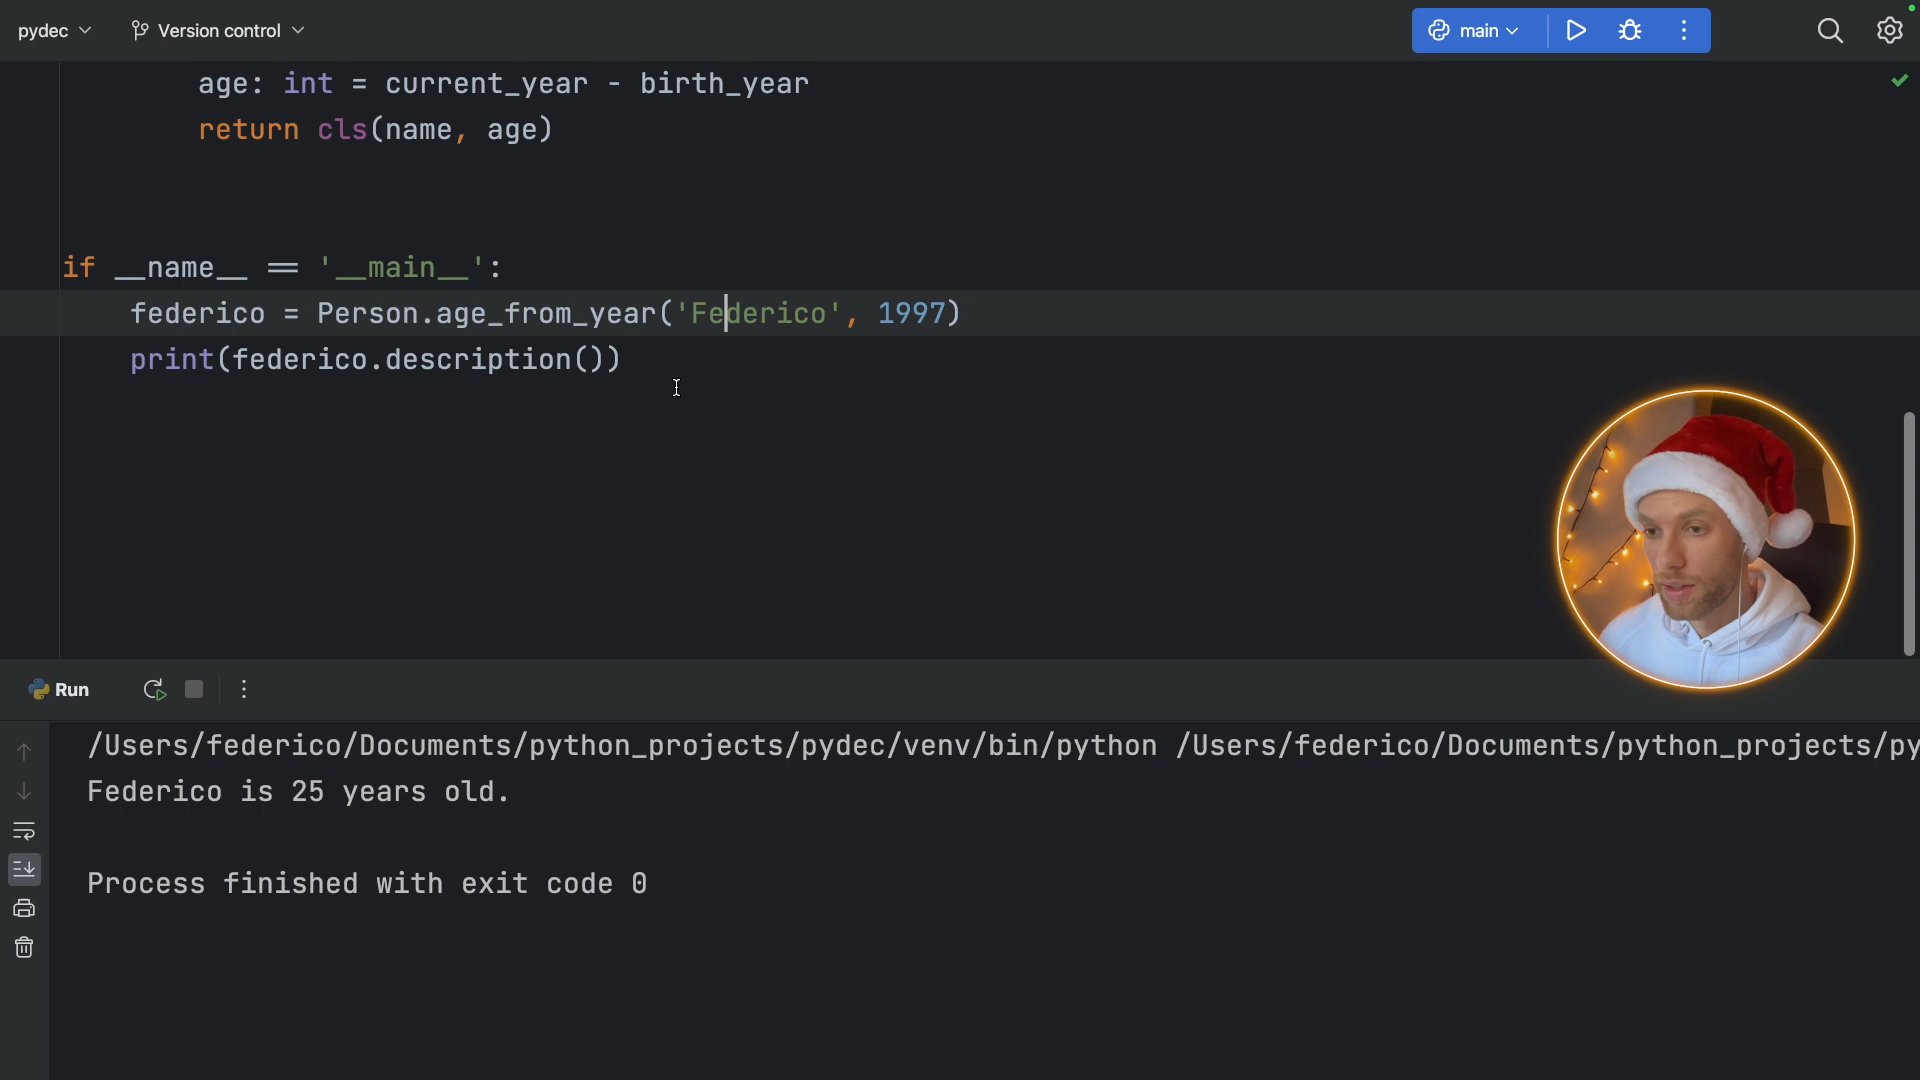 pydec
Version control
main
age: int = current_year - birth_year
return cls(name, age)
if __name__ == '__main__':
federico = Person.age_from_year('Federico', 1997)
print(federico.description())
Run
/Users/federico/Documents/python_projects/pydec/venv/bin/python /Users/federico/Documents/python_projects/py
Federico is 25 years old.
Process finished with exit code 0